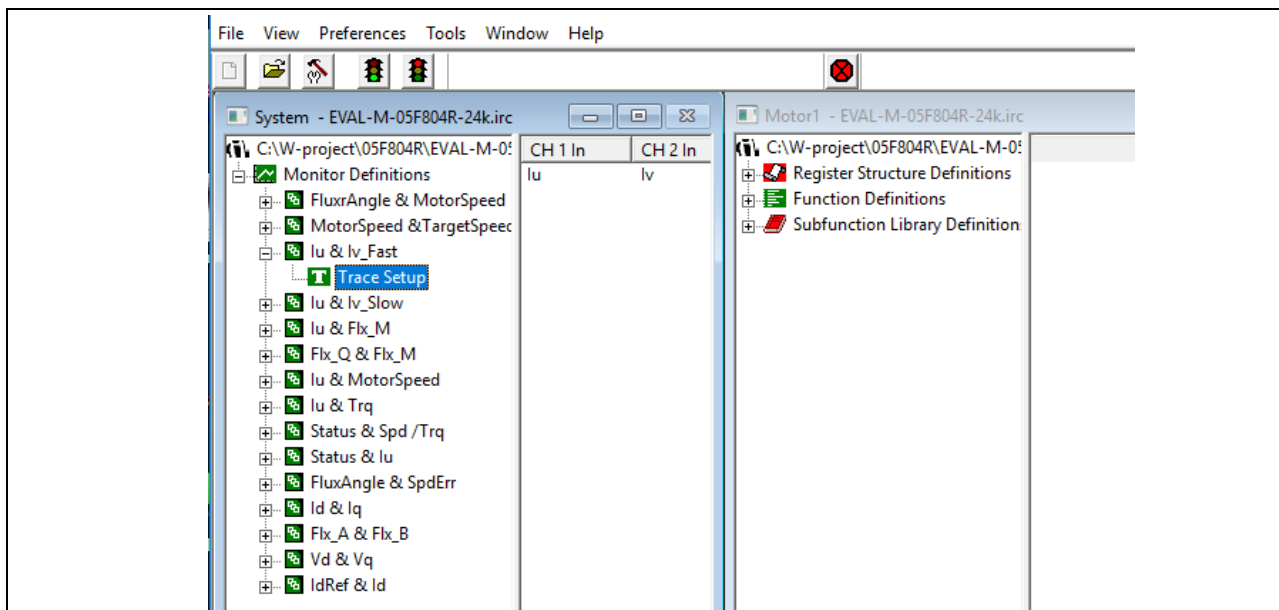 File View Preferences Tools Window Help
System - EVAL-M-05F804R-24k.irc
C:\W-project\05F804R\EVAL-M-05
CH 1 In CH 2 In
Monitor Definitions
Iu Iv
FluxrAngle & MotorSpeed
MotorSpeed &TargetSpeec
Iu & Iv_Fast
T Trace Setup
Iu & Iv_Slow
Iu & Flx_M
Flx_Q & Flx_M
Iu & MotorSpeed
Iu & Trq
Status & Spd /Trq
Status & Iu
FluxAngle & SpdErr
Id & Iq
Flx_A & Flx_B
Vd & Vq
IdRef & Id
Motor1 - EVAL-M-05F804R-24k.irc
C:\W-project\05F804R\EVAL-M-05
Register Structure Definitions
Function Definitions
Subfunction Library Definition